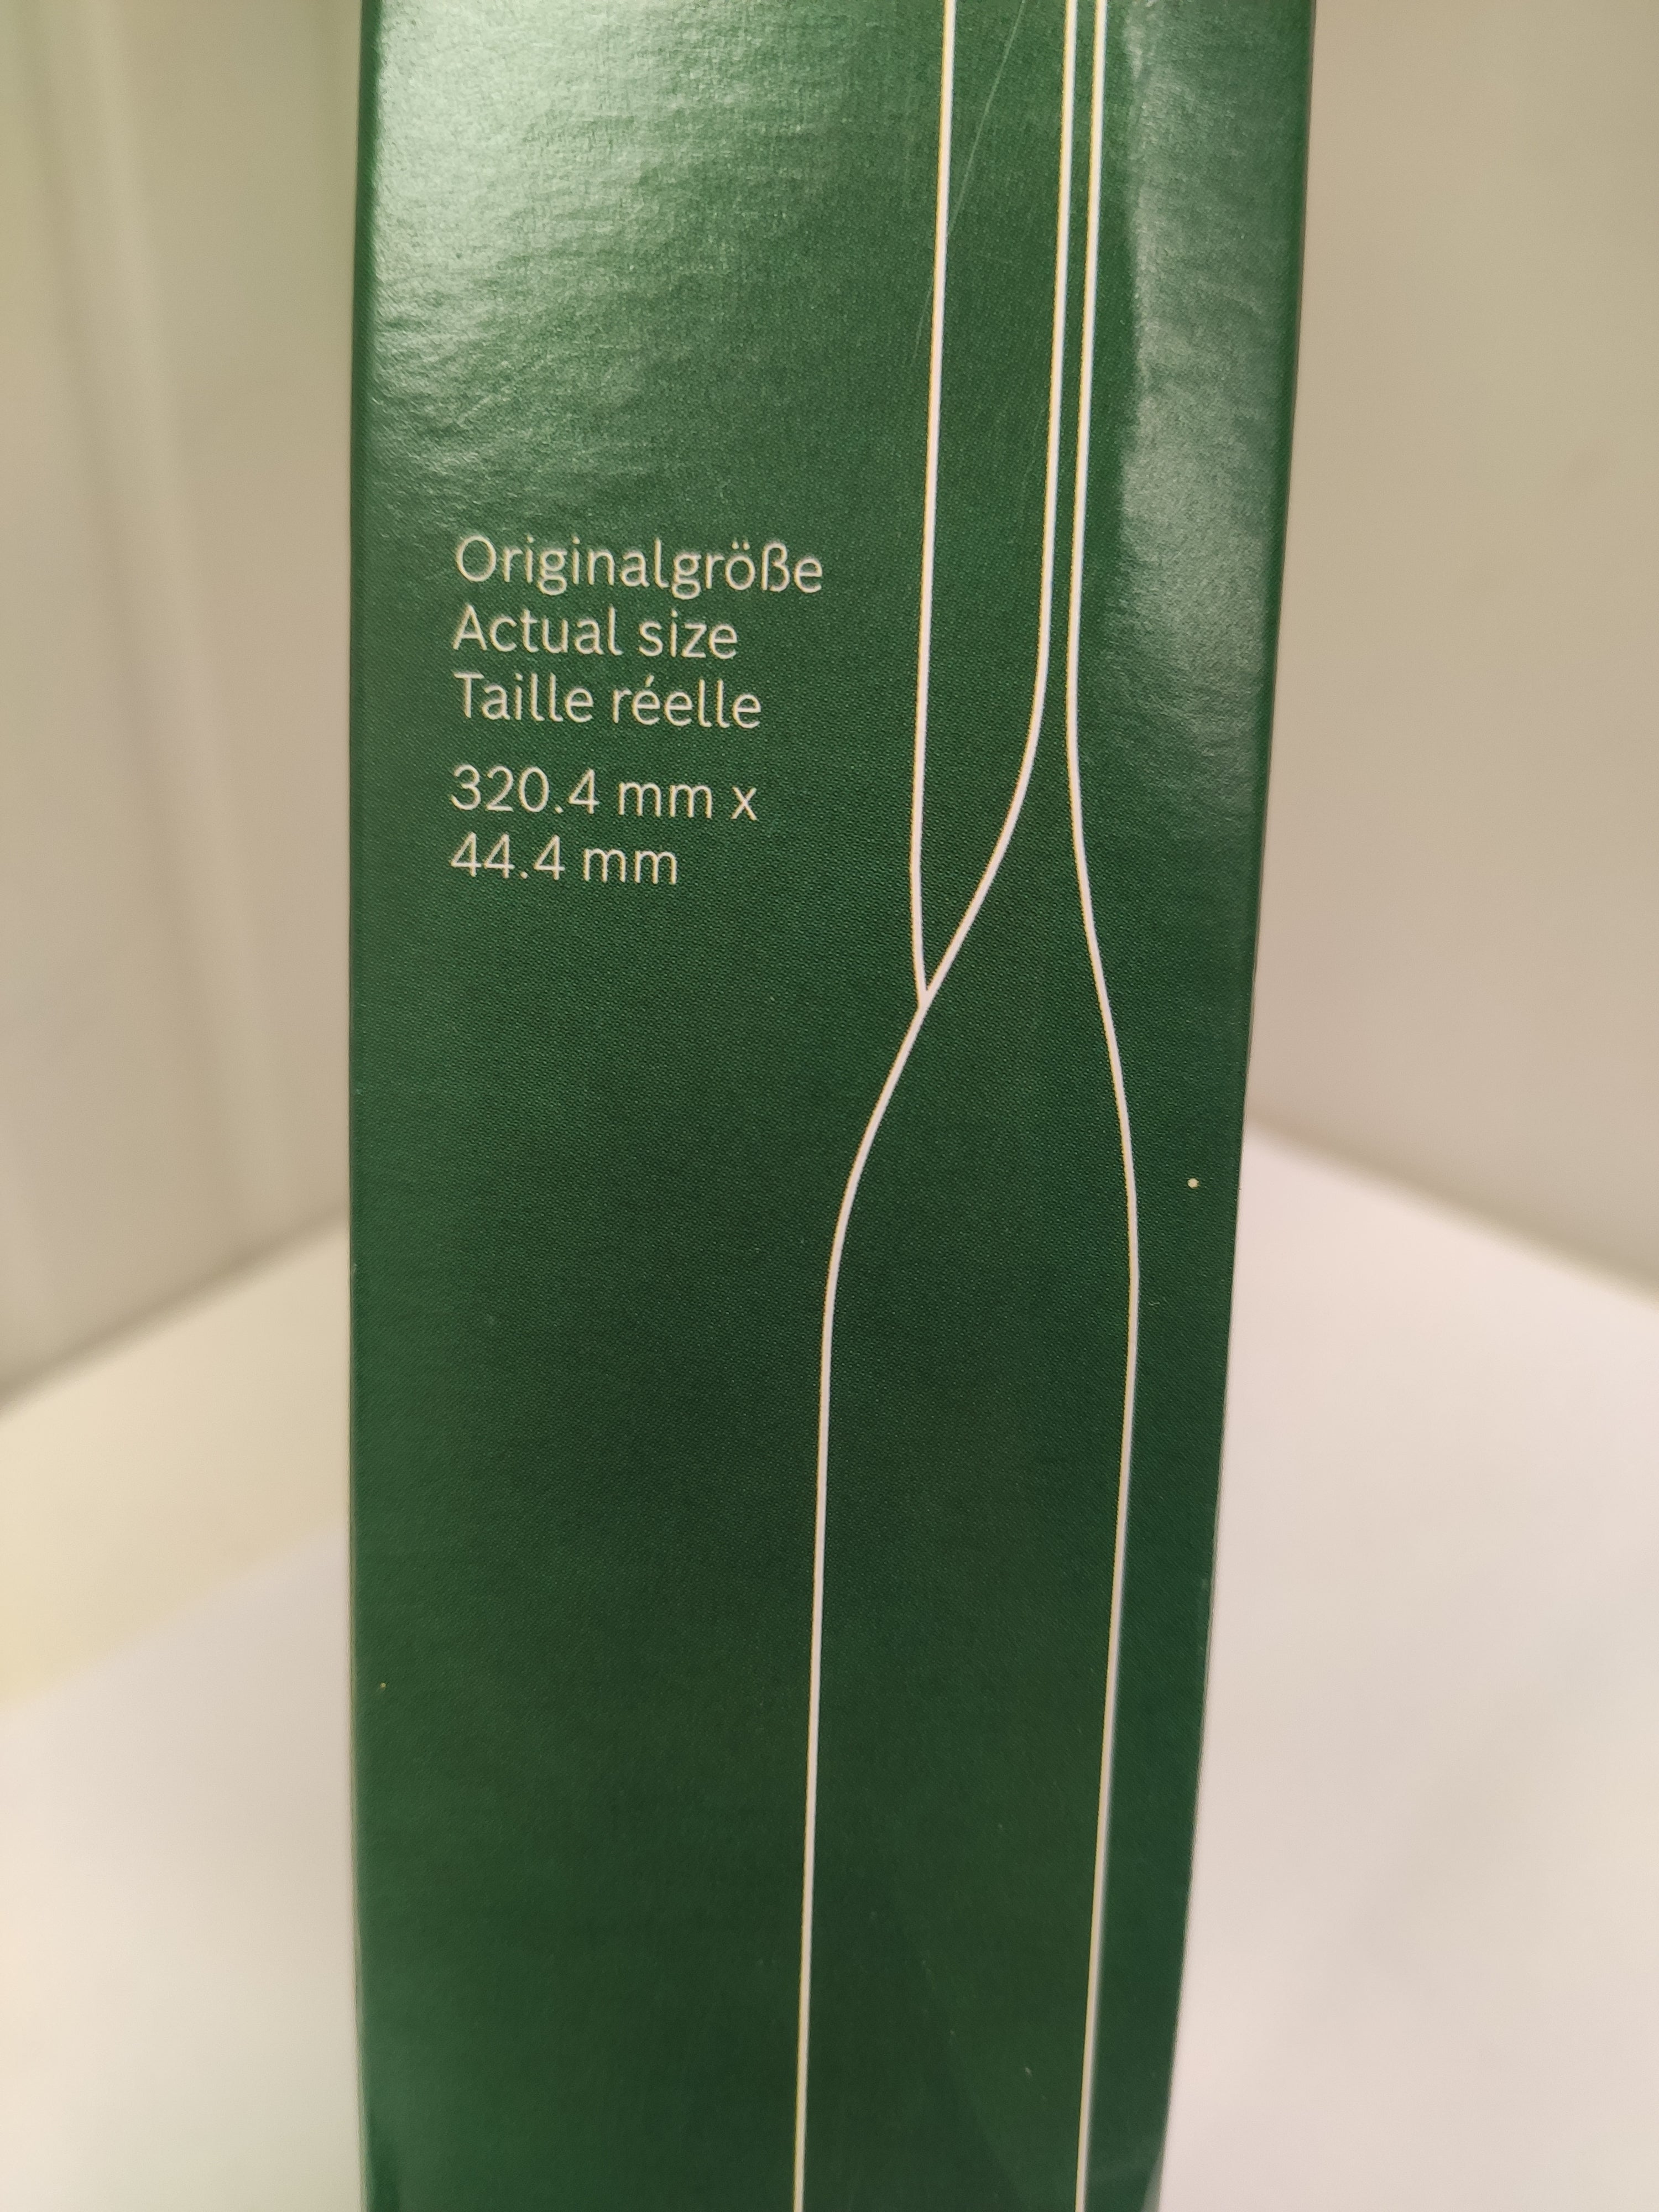 Originalgröße
Actual size
Taille réelle
320.4 mm x
44.4 mm